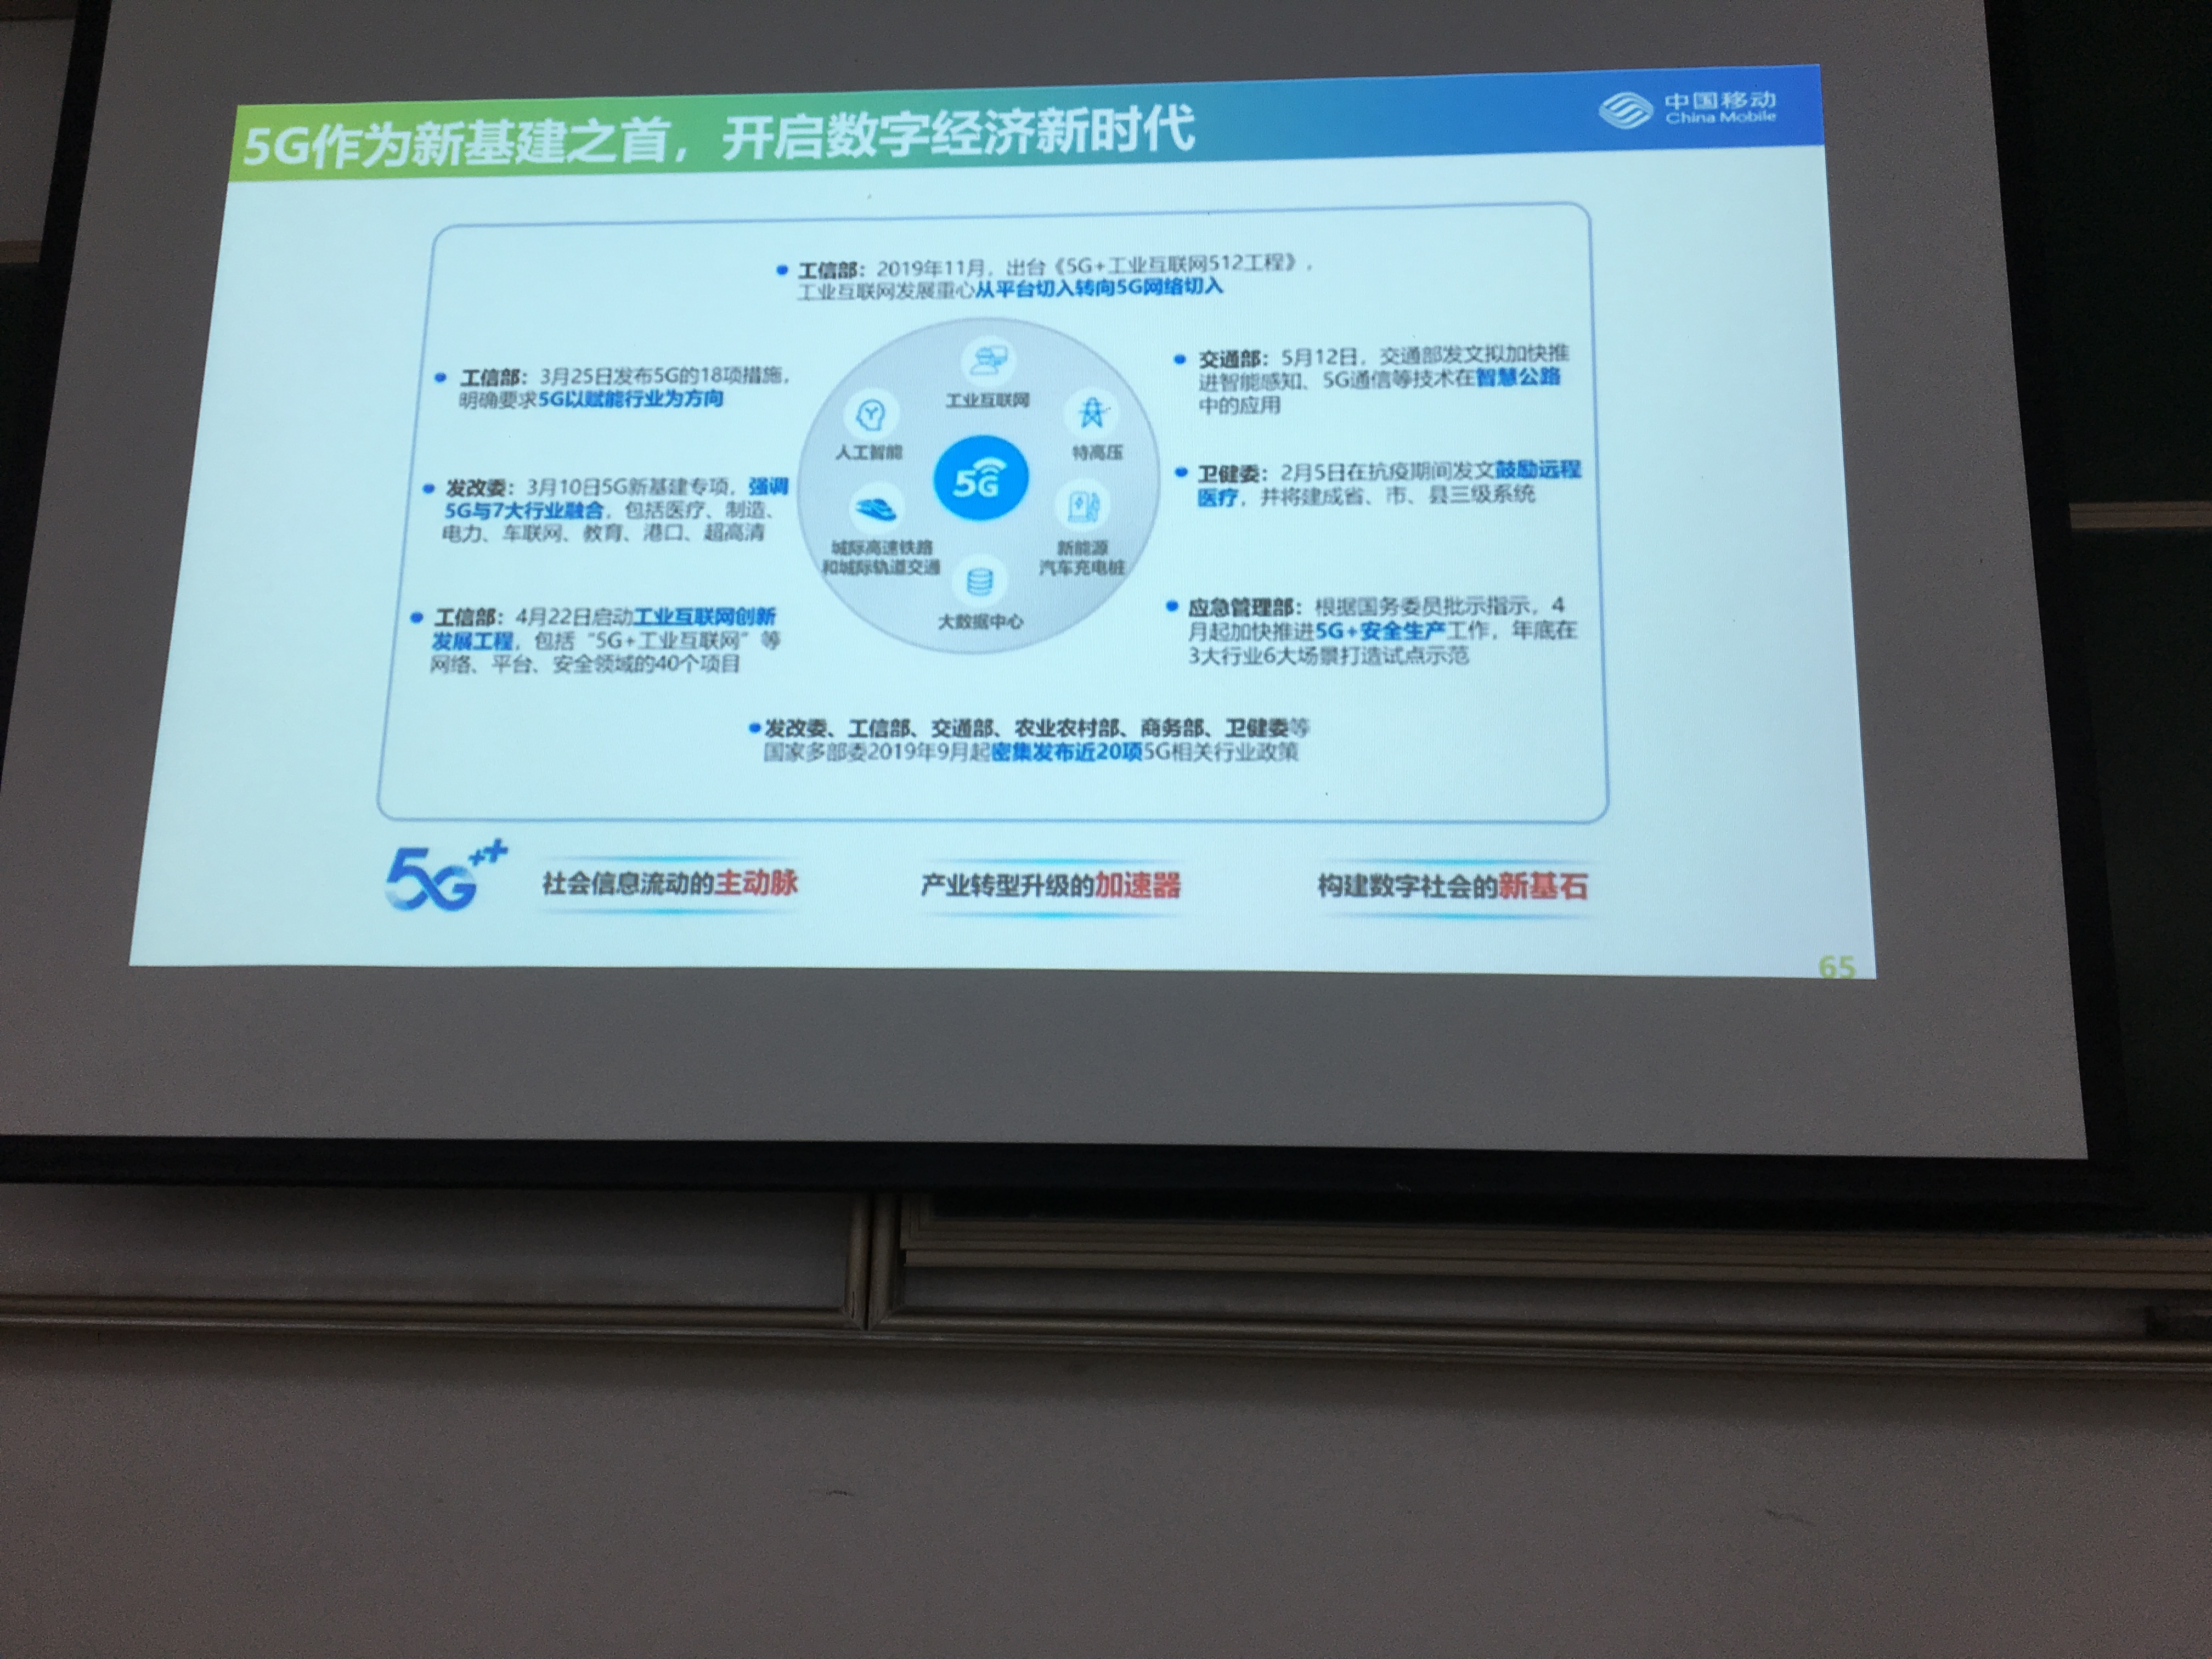 5G作为新基建之首，开启数字经济新时代
中国移动
China Mobile
工信部：2019年11月，出台《5G+工业互联网512工程》，
工业互联网发展重心从平台切入转向5G网络切入
工信部：3月25日发布5G的18项措施，
明确要求5G以赋能行业为方向
发改委：3月10日5G新基建专项，强调
5G与7大行业融合，包括医疗、制造、
电力、车联网、教育、港口、超高清
工信部：4月22日启动工业互联网创新
发展工程，包括“5G+工业互联网”等
网络、平台、安全领域的40个项目
工业互联网
人工智能
特高压
5G
城际高速铁路
和城际轨道交通
新能源
汽车充电桩
大数据中心
交通部：5月12日，交通部发文拟加快推
进智能感知、5G通信等技术在智慧公路
中的应用
卫健委：2月5日在抗疫期间发文鼓励远程
医疗，并将建成省、市、县三级系统
应急管理部：根据国务委员批示指示，4
月起加快推进5G+安全生产工作，年底在
3大行业6大场景打造试点示范
发改委、工信部、交通部、农业农村部、商务部、卫健委等
国家多部委2019年9月起密集发布近20项5G相关行业政策
5G++
社会信息流动的主动脉
产业转型升级的加速器
构建数字社会的新基石
65